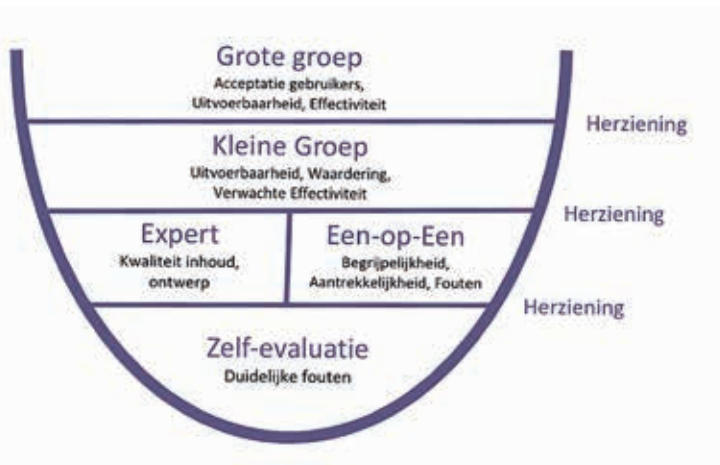 Grote groep
Acceptatie gebruikers,
Uitvoerbaarheid, Effectiviteit
Herziening
Kleine Groep
Uitvoerbaarheid, Waardering,
Verwachte Effectiviteit
Herziening
Expert
Kwaliteit inhoud,
ontwerp
Een-op-Een
Begrijpelijkheid,
Aantrekkelijkheid, Fouten
Herziening
Zelf-evaluatie
Duidelijke fouten